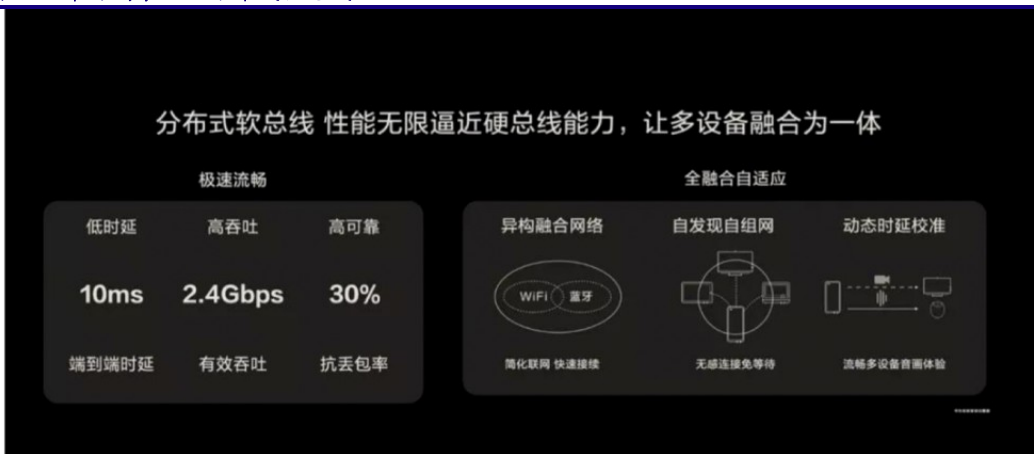 分布式软总线 性能无限逼近硬总线能力，让多设备融合为一体
极速流畅
低时延 高吞吐 高可靠
10ms 2.4Gbps 30%
端到端时延 有效吞吐 抗丢包率
全融合自适应
异构融合网络 自发现自组网 动态时延校准
WiFi 蓝牙
简化联网 快速接续 无感连接免等待 流畅多设备音画体验